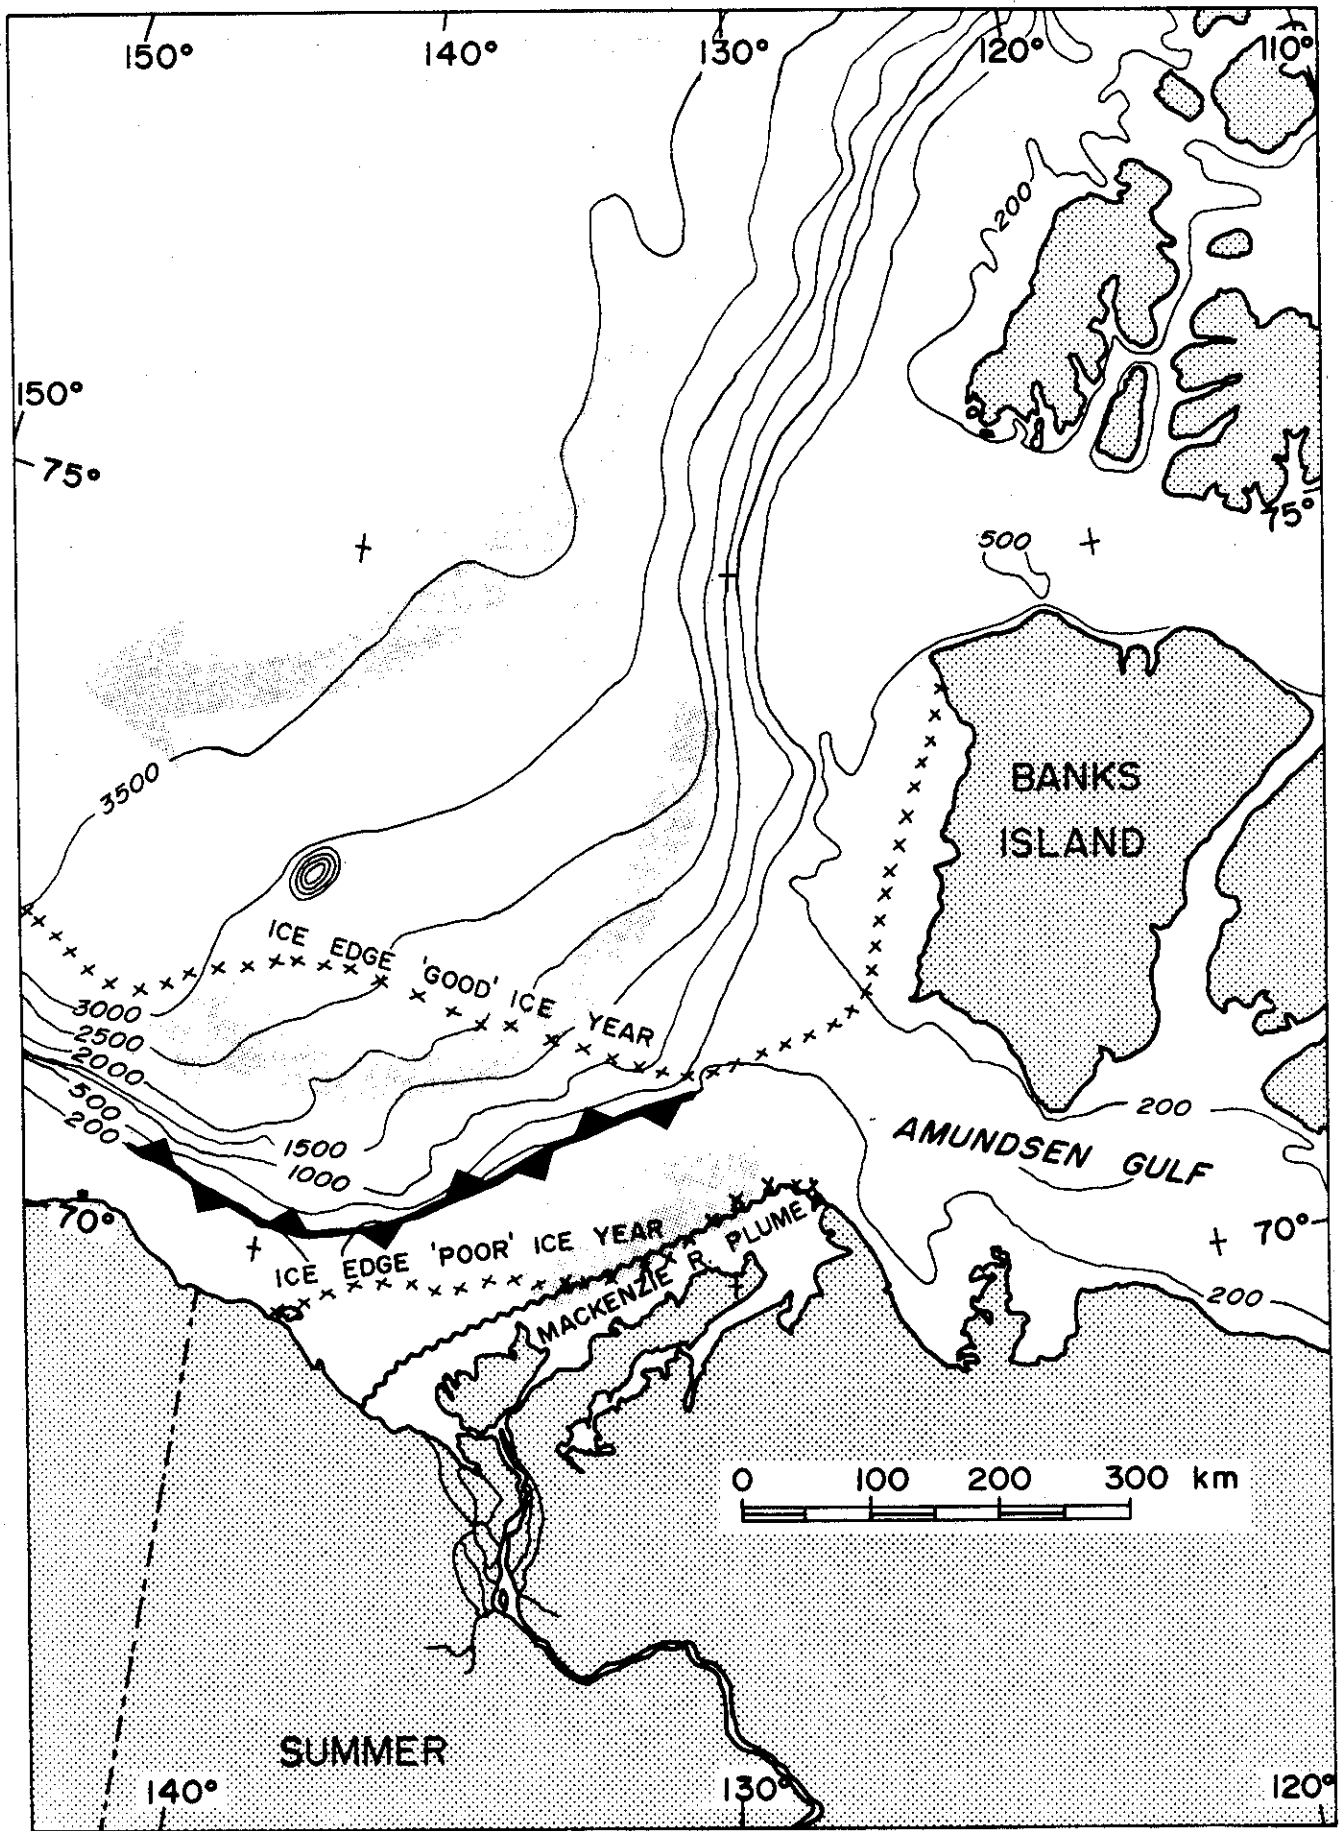 150° 140° 130° 120° 110°
200
150°
75°
75°
500
BANKS
ISLAND
3500
ICE EDGE 'GOOD' ICE YEAR
3000
2500
2000
500
200
1500
1000
200
AMUNDSEN GULF
70°
70°
ICE EDGE 'POOR' ICE YEAR
MACKENZIE R. PLUME
200
0 100 200 300 km
SUMMER
140° 130° 120°